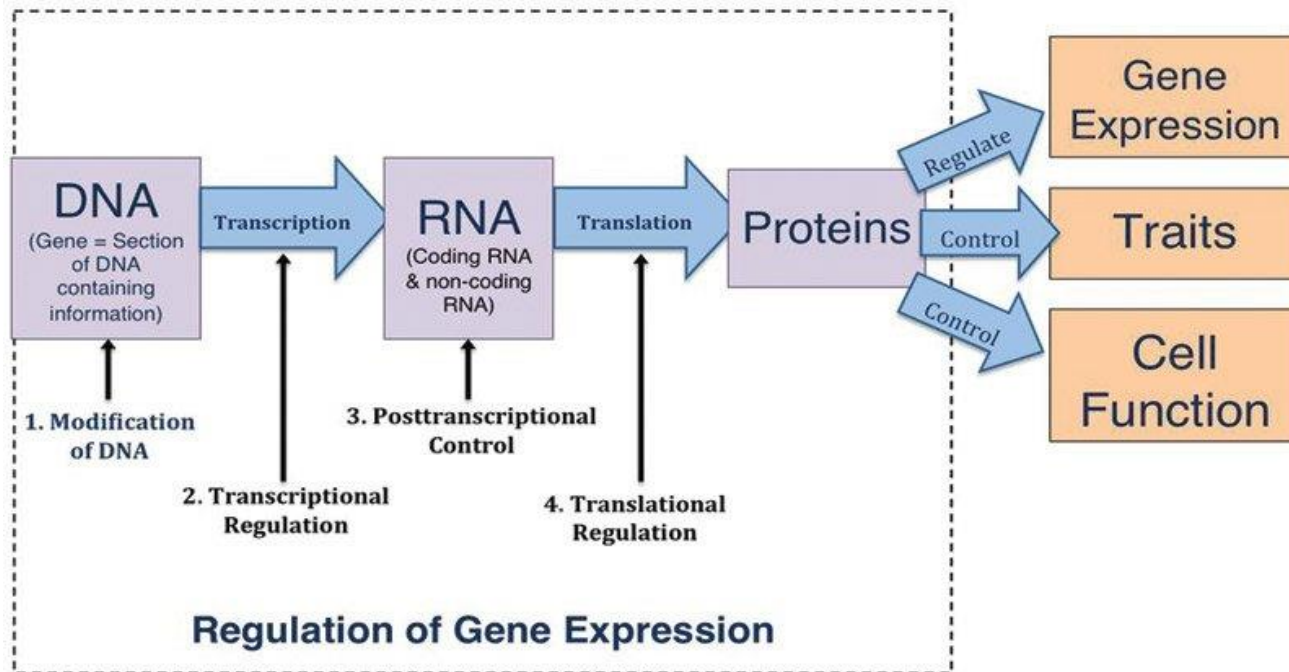 DNA
(Gene = Section
of DNA
containing
information)
Transcription
RNA
(Coding RNA
& non-coding
RNA)
Translation
Proteins
Regulate
Control
Control
Gene
Expression
Traits
Cell
Function
1. Modification
of DNA
2. Transcriptional
Regulation
3. Posttranscriptional
Control
4. Translational
Regulation
Regulation of Gene Expression